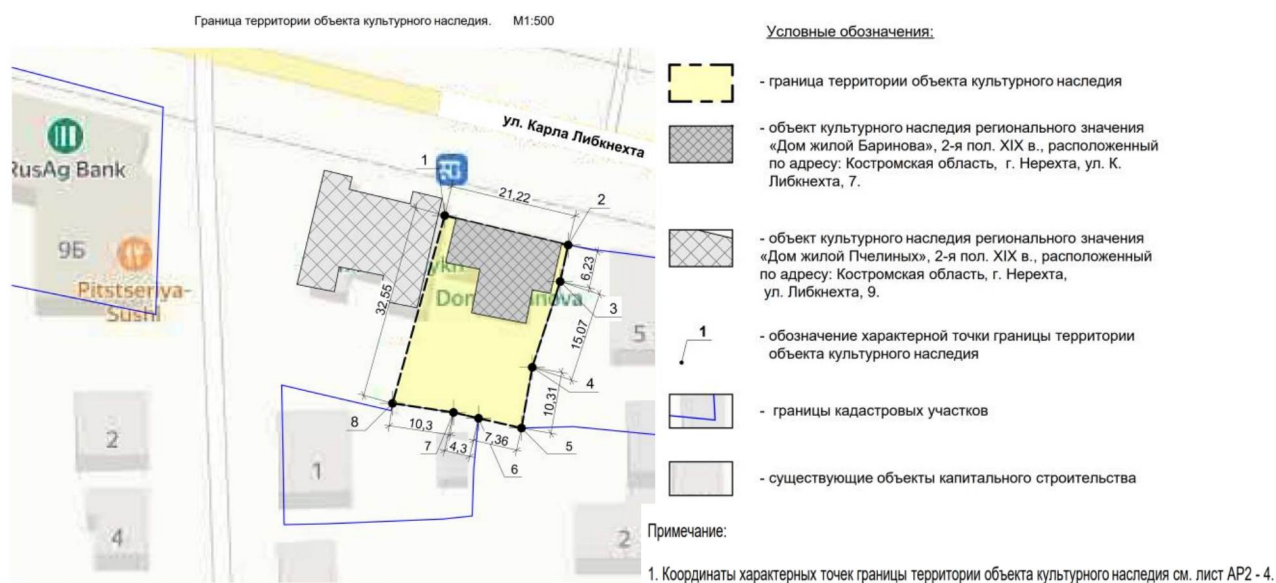 Граница территории объекта культурного наследия. М1:500
ул. Карла Либкнехта
RusAg Bank
9Б
Pitstseriya-
Sushi
1
21,22
2
6,23
3
15,07
4
10,31
5
7,36
6
4,3
7
10,3
8
32,55
5
2
4
1
2
Условные обозначения:
- граница территории объекта культурного наследия
- объект культурного наследия регионального значения
«Дом жилой Баринова», 2-я пол. XIX в., расположенный
по адресу: Костромская область, г. Нерехта, ул. К.
Либкнехта, 7.
- объект культурного наследия регионального значения
«Дом жилой Пчелиных», 2-я пол. XIX в., расположенный
по адресу: Костромская область, г. Нерехта,
ул. Либкнехта, 9.
1
- обозначение характерной точки границы территории
объекта культурного наследия
- границы кадастровых участков
- существующие объекты капитального строительства
Примечание:
1. Координаты характерных точек границы территории объекта культурного наследия см. лист АР2 - 4.